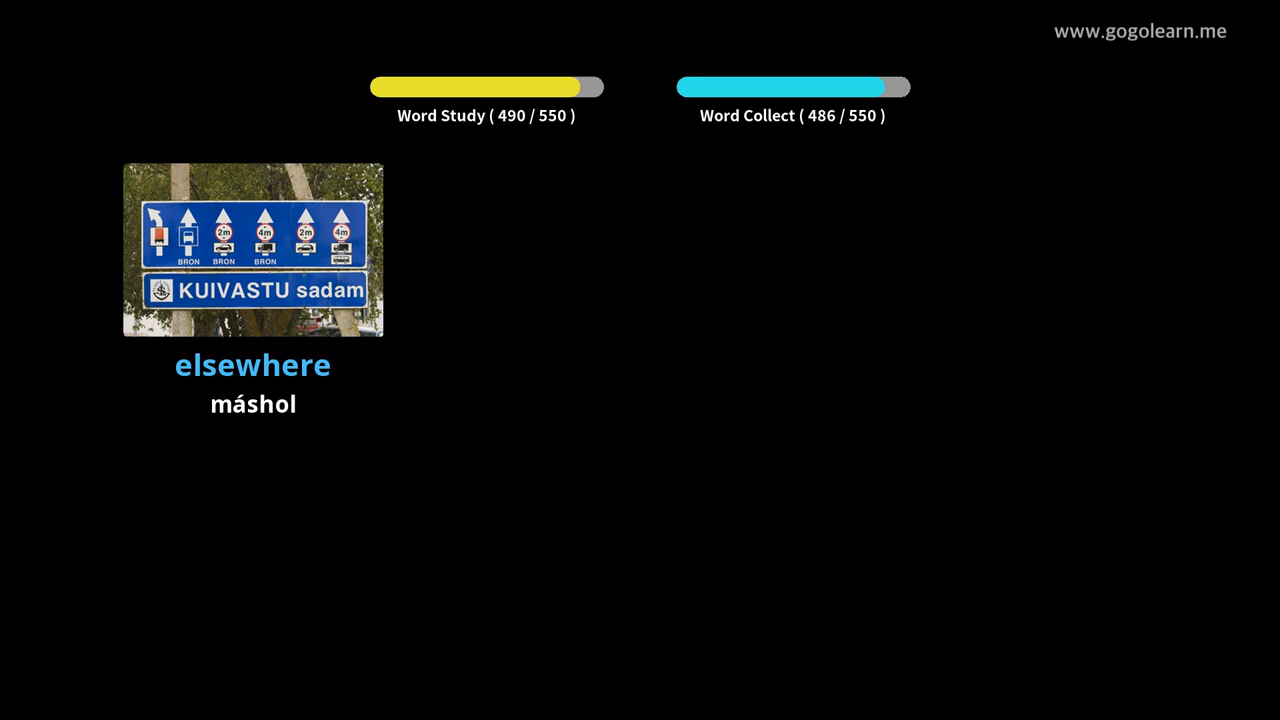 www.gogolearn.me
Word Study ( 490 / 550 )
Word Collect ( 486 / 550 )
2m 4m 2m 4m
BRON BRON BRON
KUIVASTU sadam
elsewhere
máshol